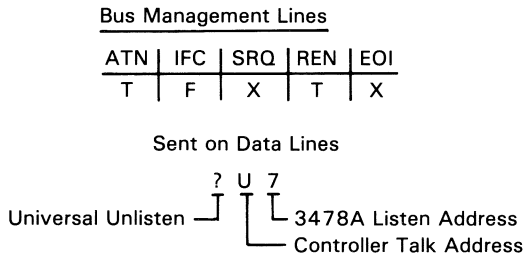 Bus Management Lines
ATN IFC SRQ REN EOI
T F X T X
Sent on Data Lines
? U 7
Universal Unlisten 3478A Listen Address
Controller Talk Address